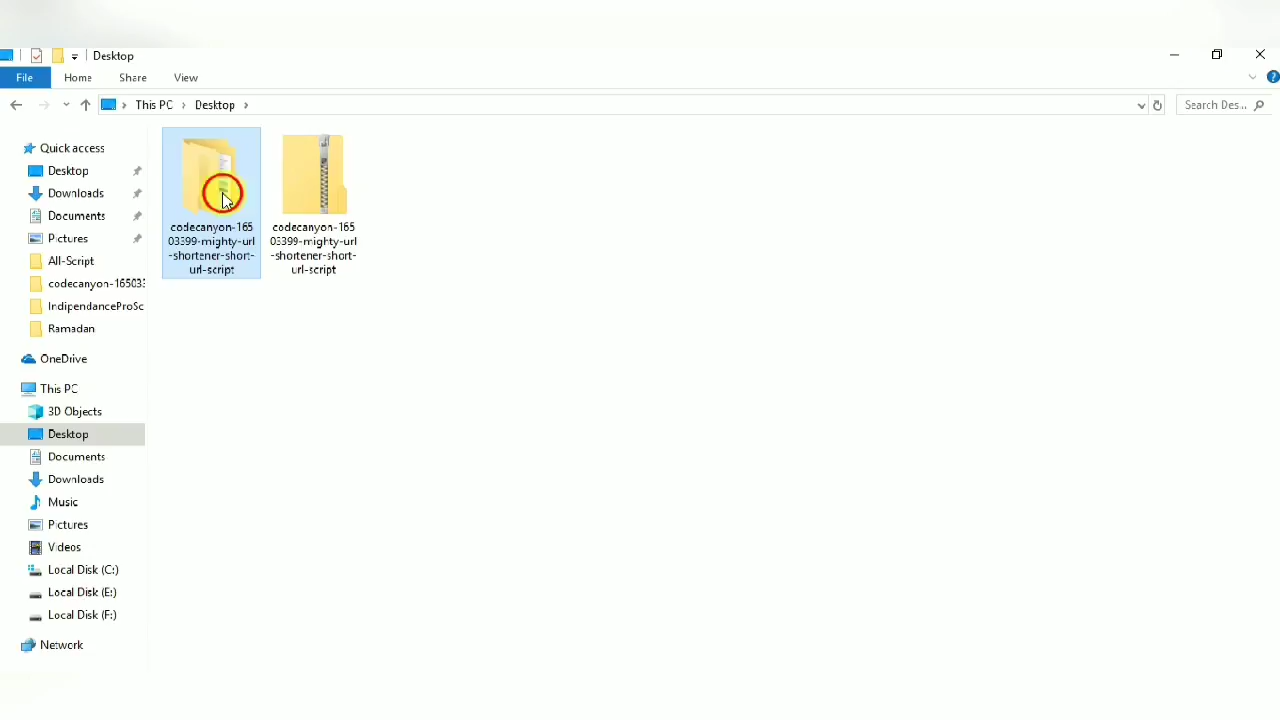 Desktop
File Home Share View
This PC Desktop
Search Des...
Quick access
Desktop
Downloads
Documents
Pictures
All-Script
codecanyon-165033
IndipendanceProSc
Ramadan
OneDrive
This PC
3D Objects
Desktop
Documents
Downloads
Music
Pictures
Videos
Local Disk (C:)
Local Disk (E:)
Local Disk (F:)
Network
codecanyon-165
03399-mighty-url
-shortener-short-
url-script
codecanyon-165
03399-mighty-url
-shortener-short-
url-script